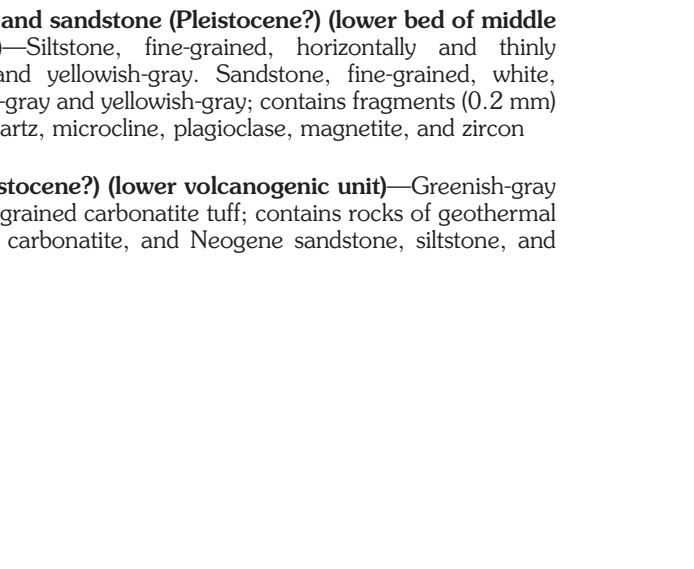 and sandstone (Pleistocene?) (lower bed of middle
)—Siltstone, fine-grained, horizontally and thinly
and yellowish-gray. Sandstone, fine-grained, white,
-gray and yellowish-gray; contains fragments (0.2 mm)
artz, microcline, plagioclase, magnetite, and zircon
stocene?) (lower volcanogenic unit)—Greenish-gray
grained carbonatite tuff; contains rocks of geothermal
carbonatite, and Neogene sandstone, siltstone, and